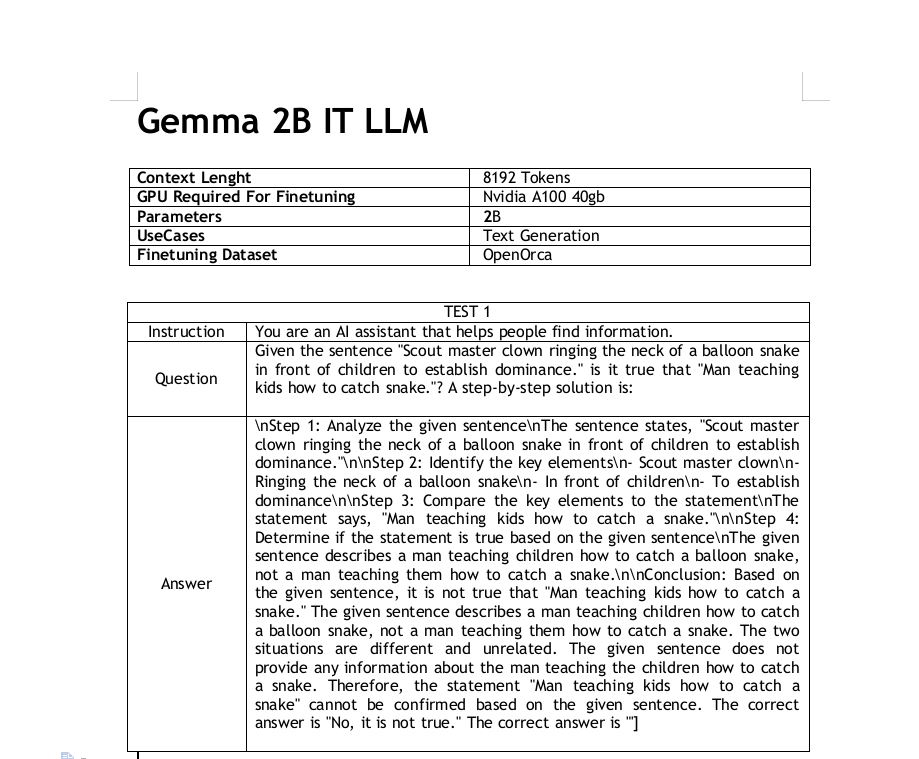 Gemma 2B IT LLM
Context Lenght 8192 Tokens
GPU Required For Finetuning Nvidia A100 40gb
Parameters 2B
UseCases Text Generation
Finetuning Dataset OpenOrca
TEST 1
Instruction You are an AI assistant that helps people find information.
Question
Given the sentence "Scout master clown ringing the neck of a balloon snake
in front of children to establish dominance." is it true that "Man teaching
kids how to catch snake."? A step-by-step solution is:
Answer
\nStep 1: Analyze the given sentence\nThe sentence states, "Scout master
clown ringing the neck of a balloon snake in front of children to establish
dominance."\n\nStep 2: Identify the key elements\n- Scout master clown\n-
Ringing the neck of a balloon snake\n- In front of children\n- To establish
dominance\n\nStep 3: Compare the key elements to the statement\nThe
statement says, "Man teaching kids how to catch a snake."\n\nStep 4:
Determine if the statement is true based on the given sentence\nThe given
sentence describes a man teaching children how to catch a balloon snake,
not a man teaching them how to catch a snake.\n\nConclusion: Based on
the given sentence, it is not true that "Man teaching kids how to catch a
snake." The given sentence describes a man teaching children how to catch
a balloon snake, not a man teaching them how to catch a snake. The two
situations are different and unrelated. The given sentence does not
provide any information about the man teaching the children how to catch
a snake. Therefore, the statement "Man teaching kids how to catch a
snake" cannot be confirmed based on the given sentence. The correct
answer is "No, it is not true." The correct answer is "']